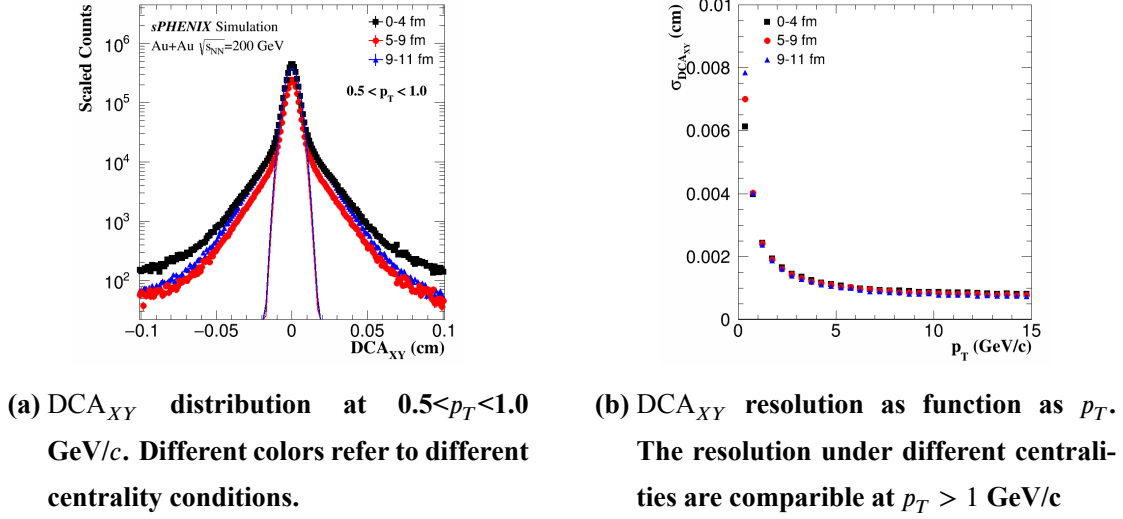 sPHENIX Simulation
Au+Au √sNN=200 GeV
0-4 fm
5-9 fm
9-11 fm
0.5 < pT < 1.0
Scaled Counts
10^6
10^5
10^4
10^3
10^2
−0.1 −0.05 0 0.05 0.1
DCAXY (cm)
σDCAXY (cm)
0.01
0.008
0.006
0.004
0.002
0
0-4 fm
5-9 fm
9-11 fm
0 5 10 15
pT (GeV/c)
(a) DCAXY distribution at 0.5<pT<1.0
GeV/c. Different colors refer to different
centrality conditions.
(b) DCAXY resolution as function as pT.
The resolution under different centrali-
ties are comparible at pT > 1 GeV/c